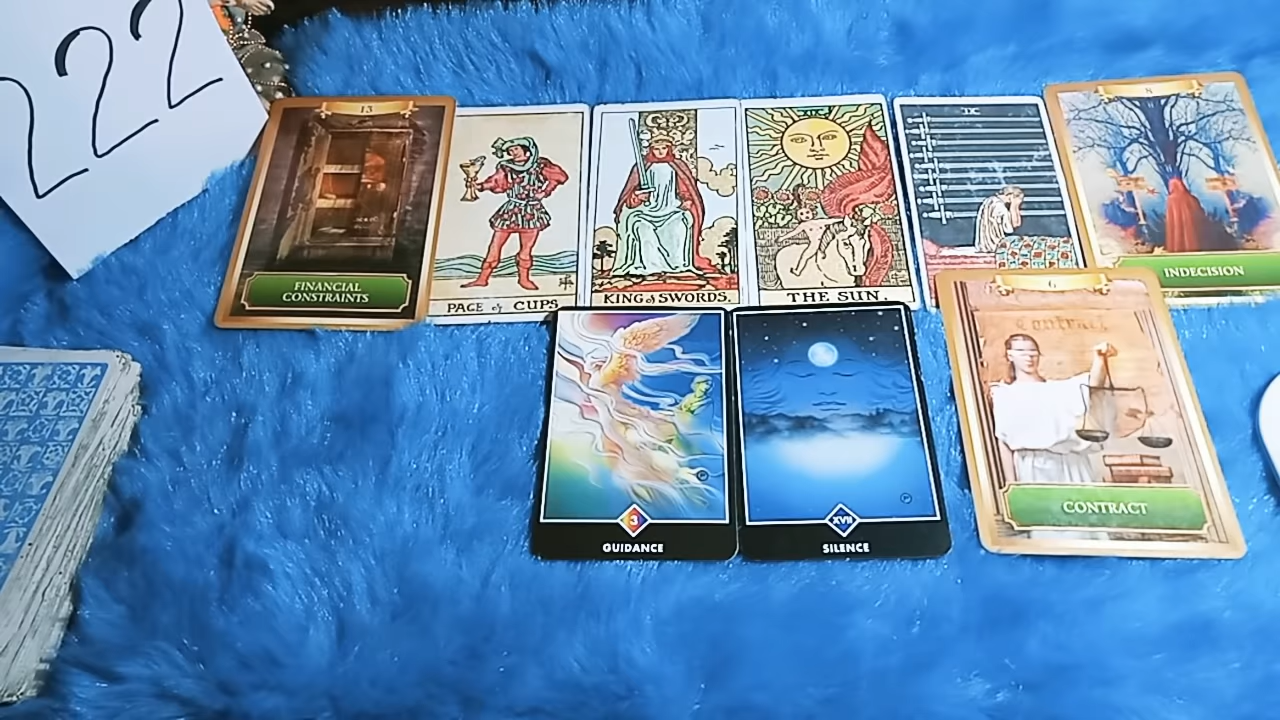 222
13
FINANCIAL
CONSTRAINTS
PAGE of CUPS
KING of SWORDS.
XIX
THE SUN.
IX
8
INDECISION
3
GUIDANCE
XVII
SILENCE
6
Contract
CONTRACT